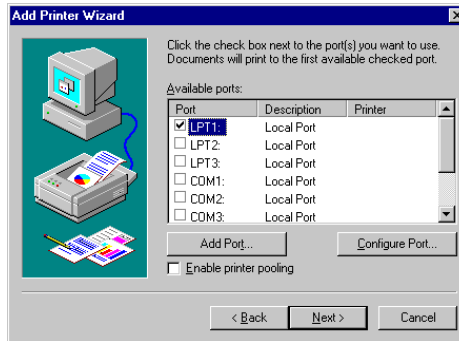 Add Printer Wizard
Click the check box next to the port(s) you want to use.
Documents will print to the first available checked port.
Available ports:
Port Description Printer
LPT1: Local Port
LPT2: Local Port
LPT3: Local Port
COM1: Local Port
COM2: Local Port
COM3: Local Port
Add Port... Configure Port...
Enable printer pooling
< Back Next > Cancel